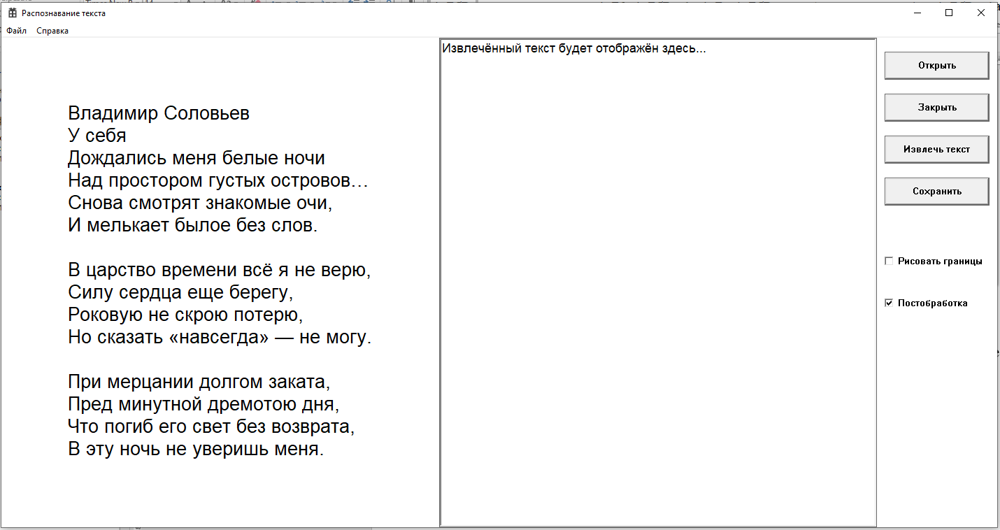 Распознавание текста
Файл Справка
Владимир Соловьев
У себя
Дождались меня белые ночи
Над простором густых островов…
Снова смотрят знакомые очи,
И мелькает былое без слов.
В царство времени всё я не верю,
Силу сердца еще берегу,
Роковую не скрою потерю,
Но сказать «навсегда» — не могу.
При мерцании долгом заката,
Пред минутной дремотою дня,
Что погиб его свет без возврата,
В эту ночь не уверишь меня.
Извлечённый текст будет отображён здесь...
Открыть
Закрыть
Извлечь текст
Сохранить
Рисовать границы
Постобработка